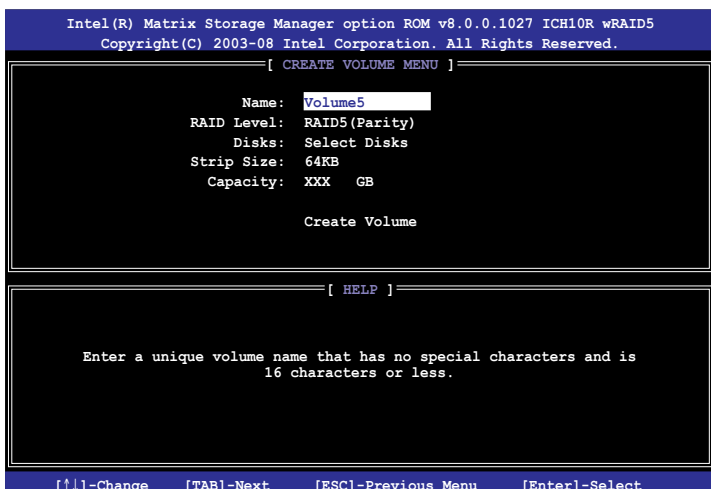 Intel(R) Matrix Storage Manager option ROM v8.0.0.1027 ICH10R wRAID5
Copyright(C) 2003-08 Intel Corporation. All Rights Reserved.
[ CREATE VOLUME MENU ]
Name: Volume5
RAID Level: RAID5(Parity)
Disks: Select Disks
Strip Size: 64KB
Capacity: XXX GB
Create Volume
[ HELP ]
Enter a unique volume name that has no special characters and is
16 characters or less.
[↑↓]-Change [TAB]-Next [ESC]-Previous Menu [Enter]-Select